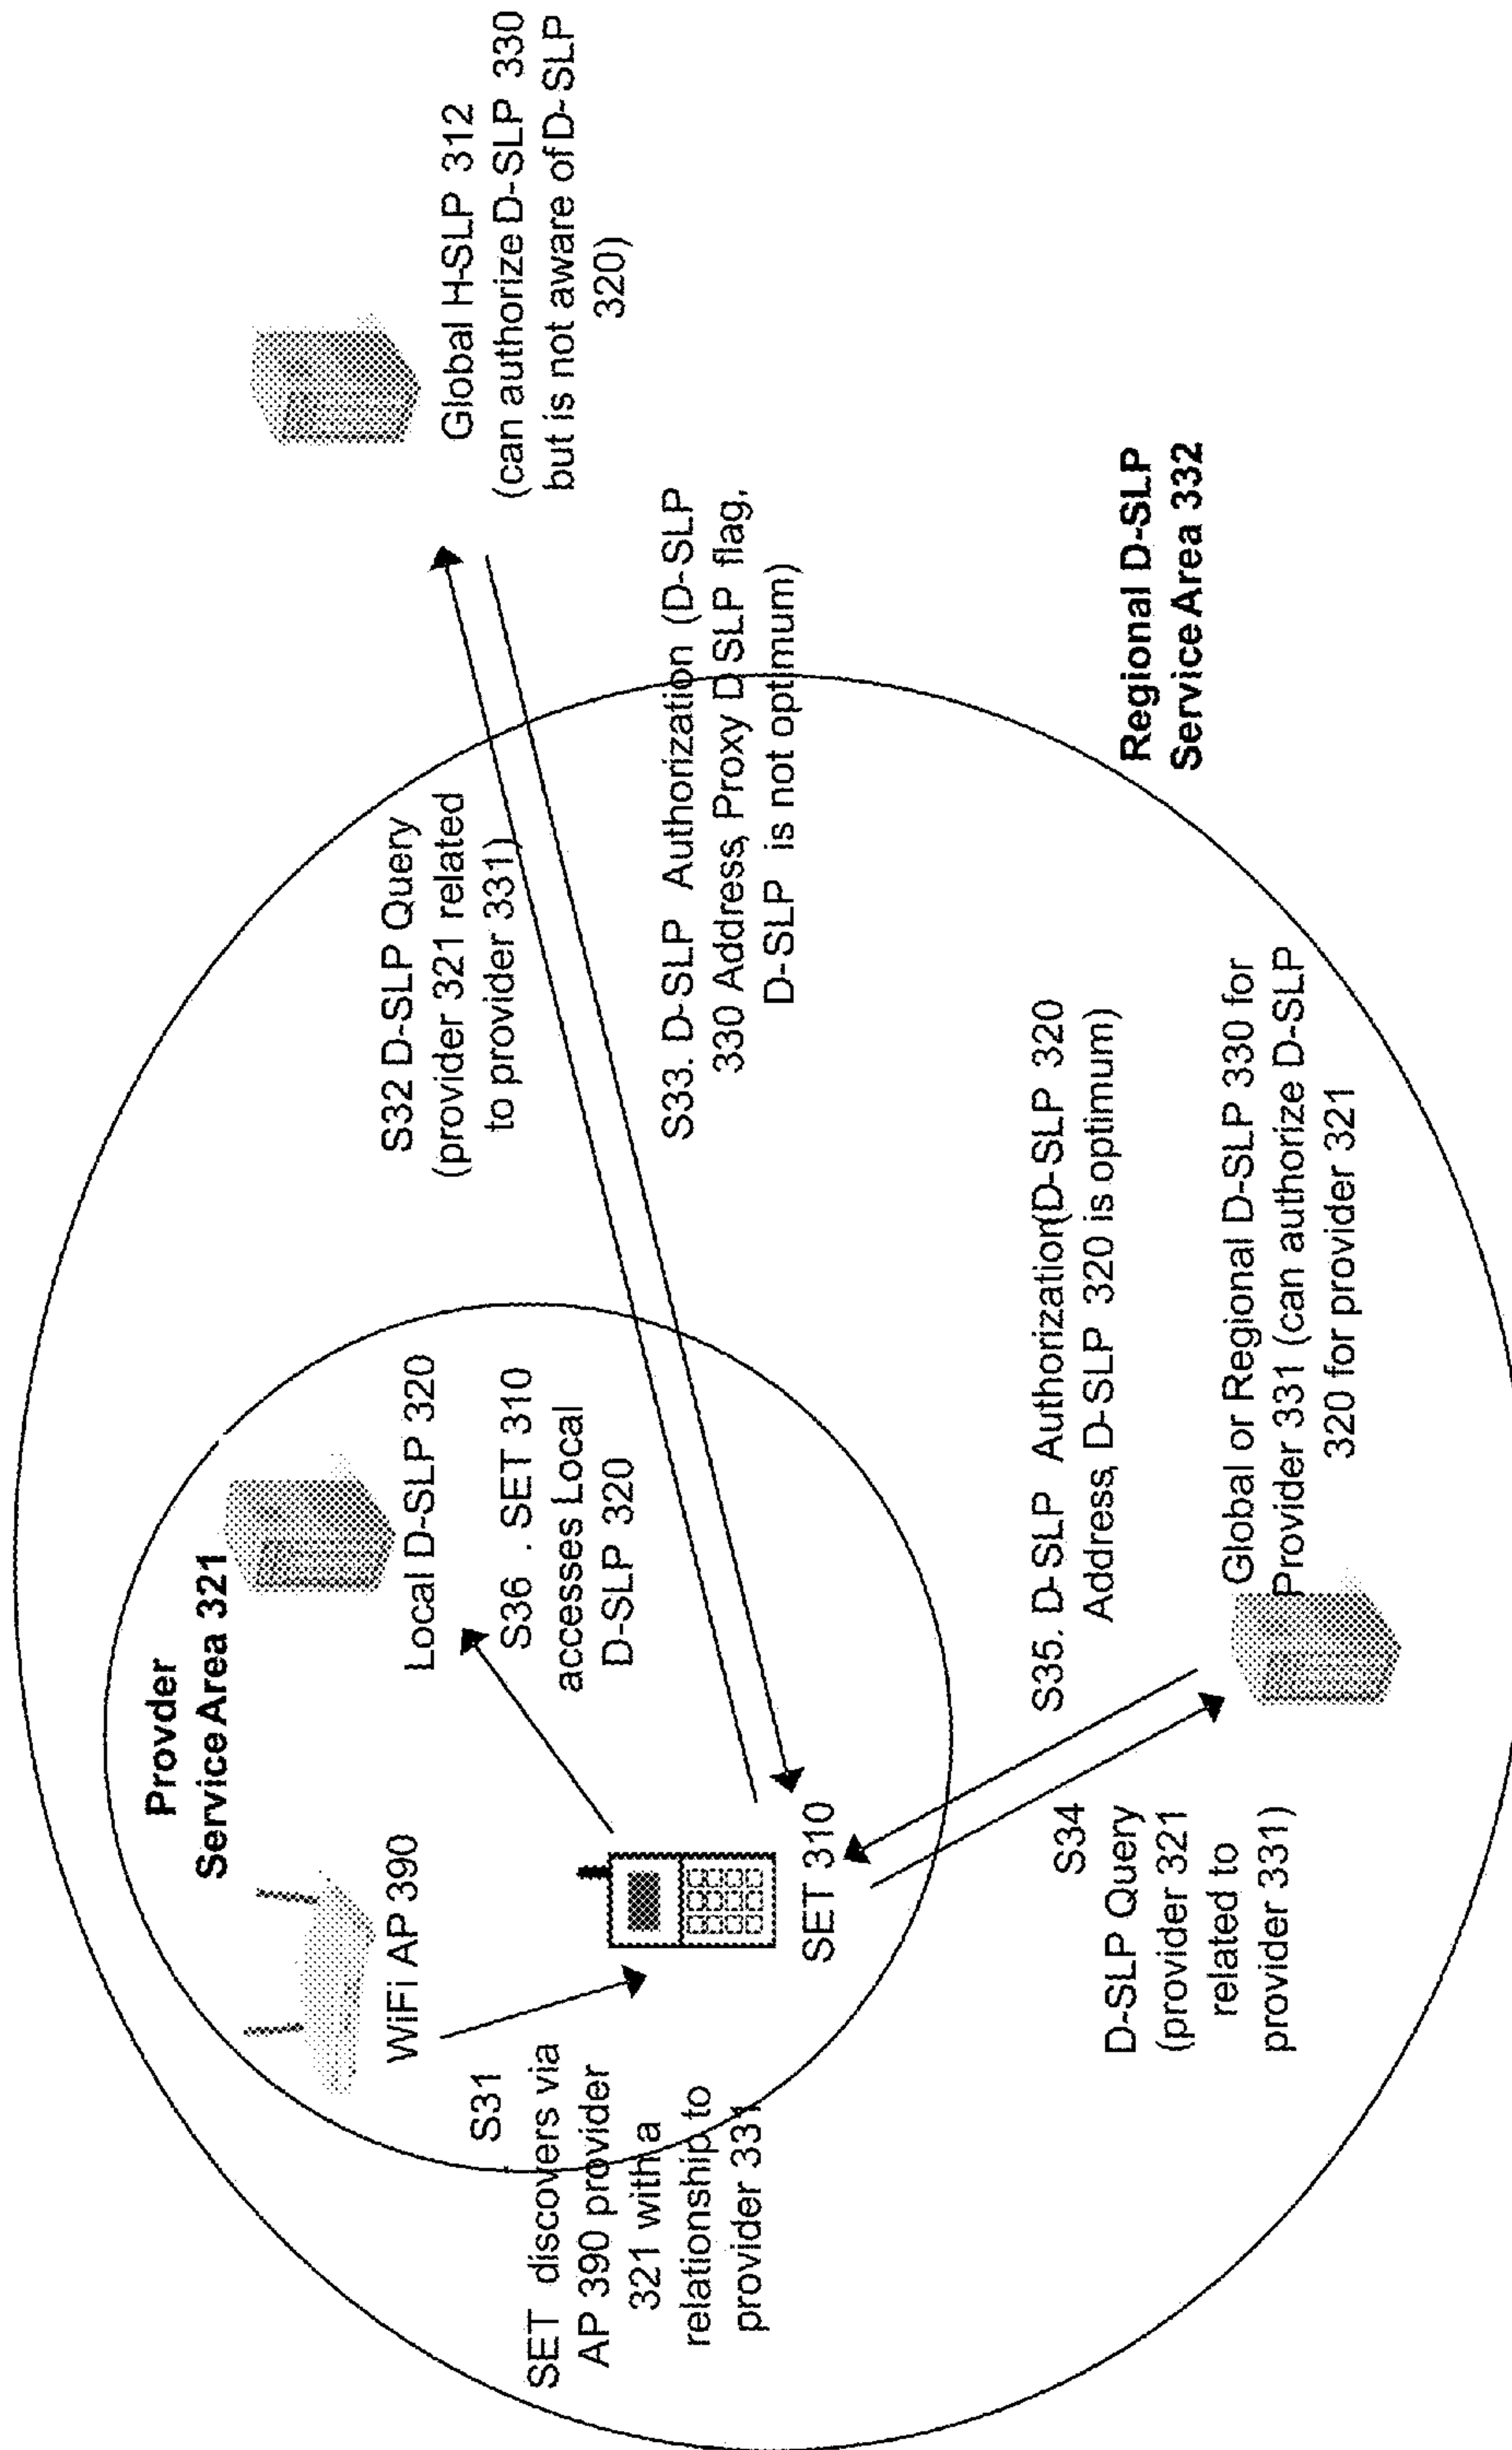 Provder
Service Area 321
WiFi AP 390
Local D-SLP 320
S36 . SET 310
accesses Local
D-SLP 320
S31
SET discovers via
AP 390 provider
321 with a
relationship to
provider 331
SET 310
S32 D-SLP Query
(provider 321 related
to provider 331)
Global H-SLP 312
(can authorize D-SLP 330
but is not aware of D-SLP
320)
S33. D-SLP Authorization (D-SLP
330 Address, Proxy D SLP flag,
D-SLP is not optimum)
S34
D-SLP Query
(provider 321
related to
provider 331)
S35. D-SLP Authorization(D-SLP 320
Address, D-SLP 320 is optimum)
Global or Regional D-SLP 330 for
Provider 331 (can authorize D-SLP
320 for provider 321
Regional D-SLP
Service Area 332